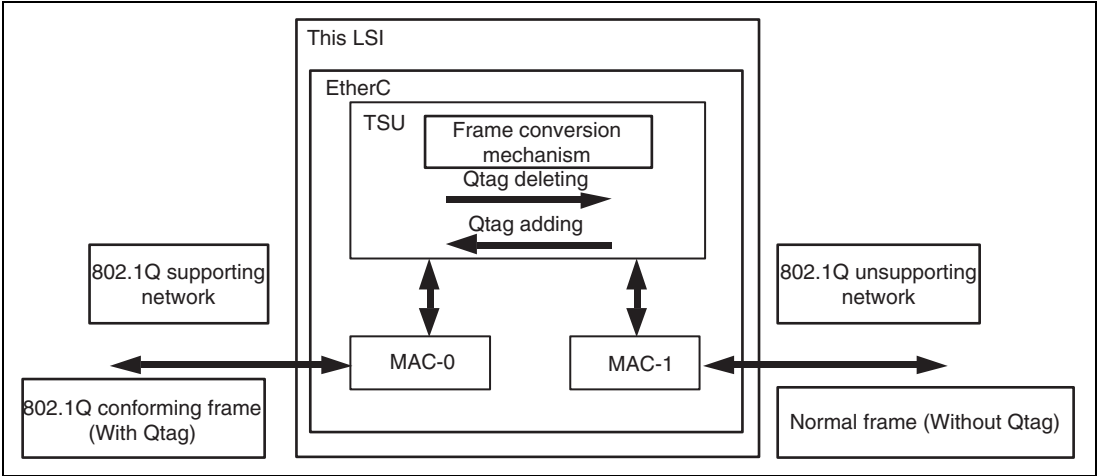 This LSI
EtherC
TSU
Frame conversion
mechanism
Qtag deleting
Qtag adding
802.1Q supporting
network
802.1Q unsupporting
network
MAC-0
MAC-1
802.1Q conforming frame
(With Qtag)
Normal frame (Without Qtag)